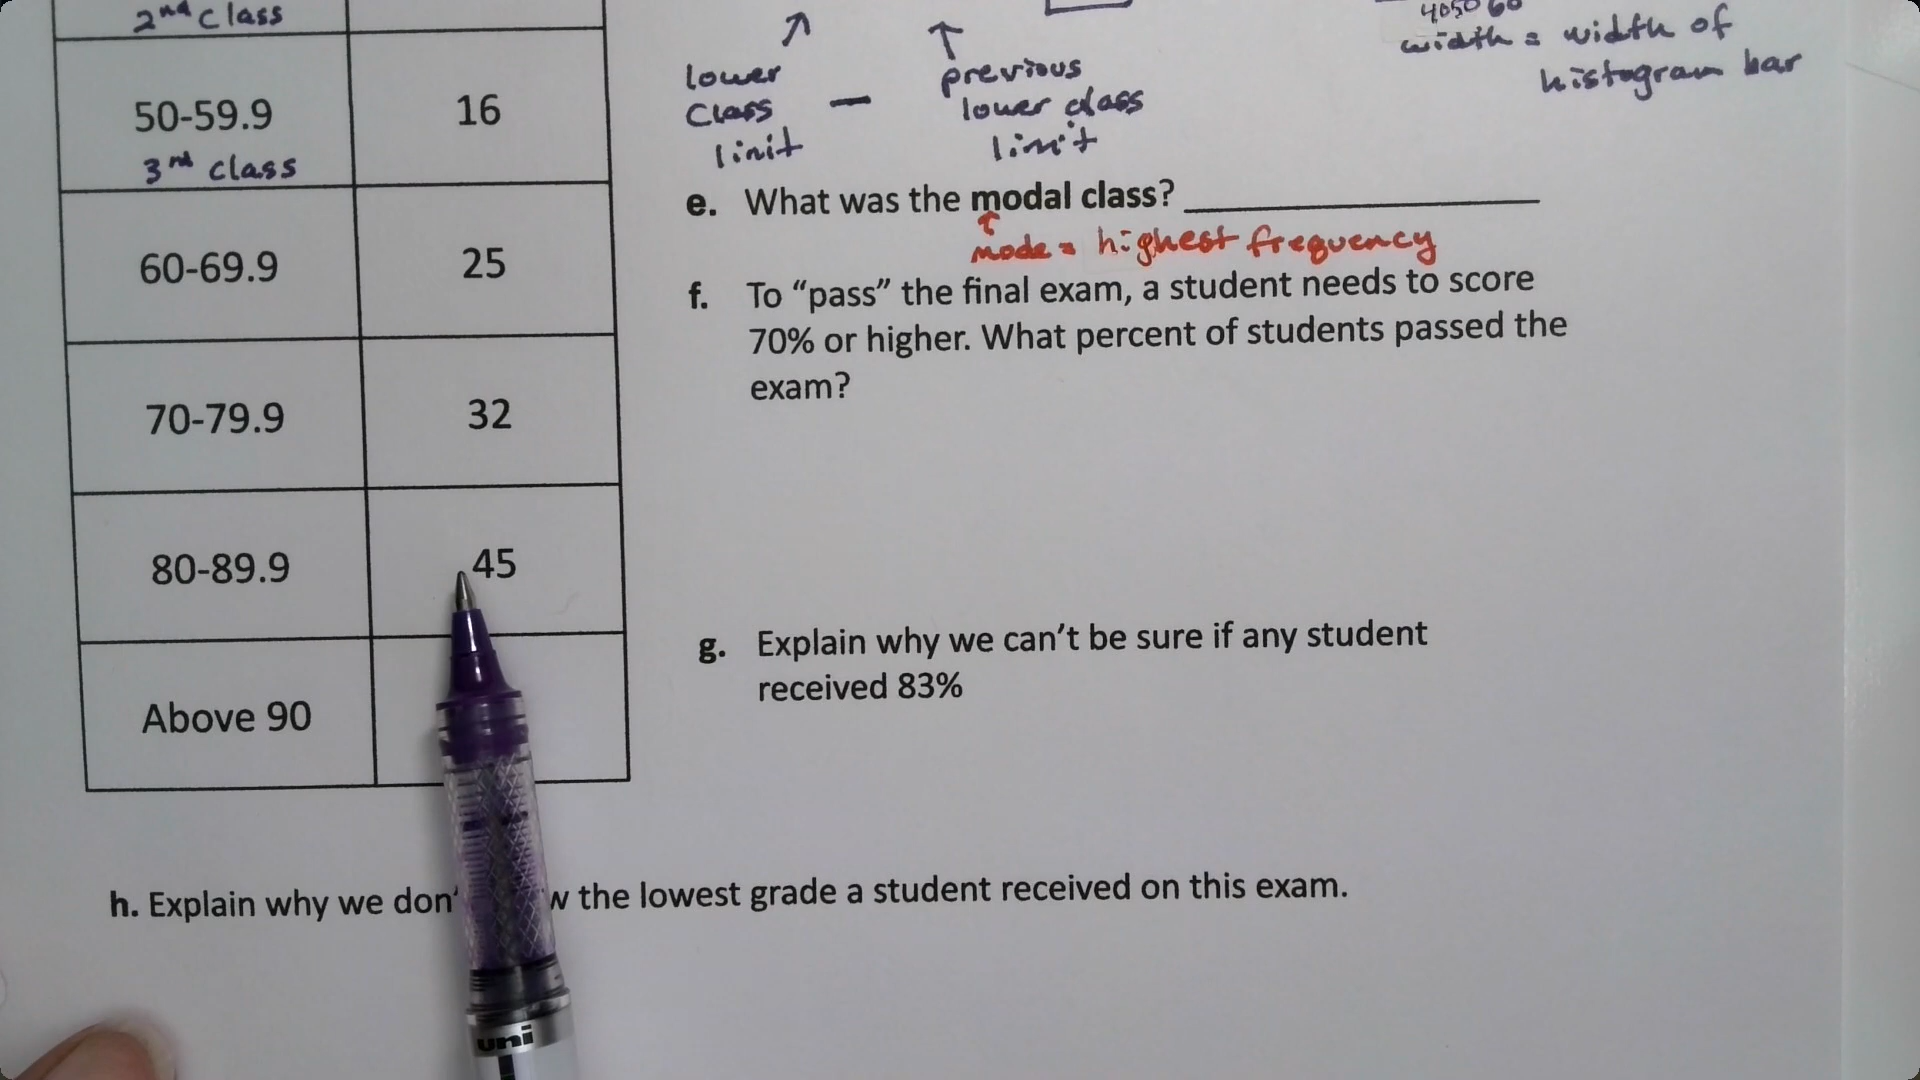 2nd class
50-59.9 16
3rd class
60-69.9 25
70-79.9 32
80-89.9 45
Above 90
405060
width = width of
histogram bar
lower
class
limit
—
previous
lower class
limit
e. What was the modal class?
mode = highest frequency
f. To “pass” the final exam, a student needs to score
70% or higher. What percent of students passed the
exam?
g. Explain why we can’t be sure if any student
received 83%
h. Explain why we don’ the lowest grade a student received on this exam.
uni